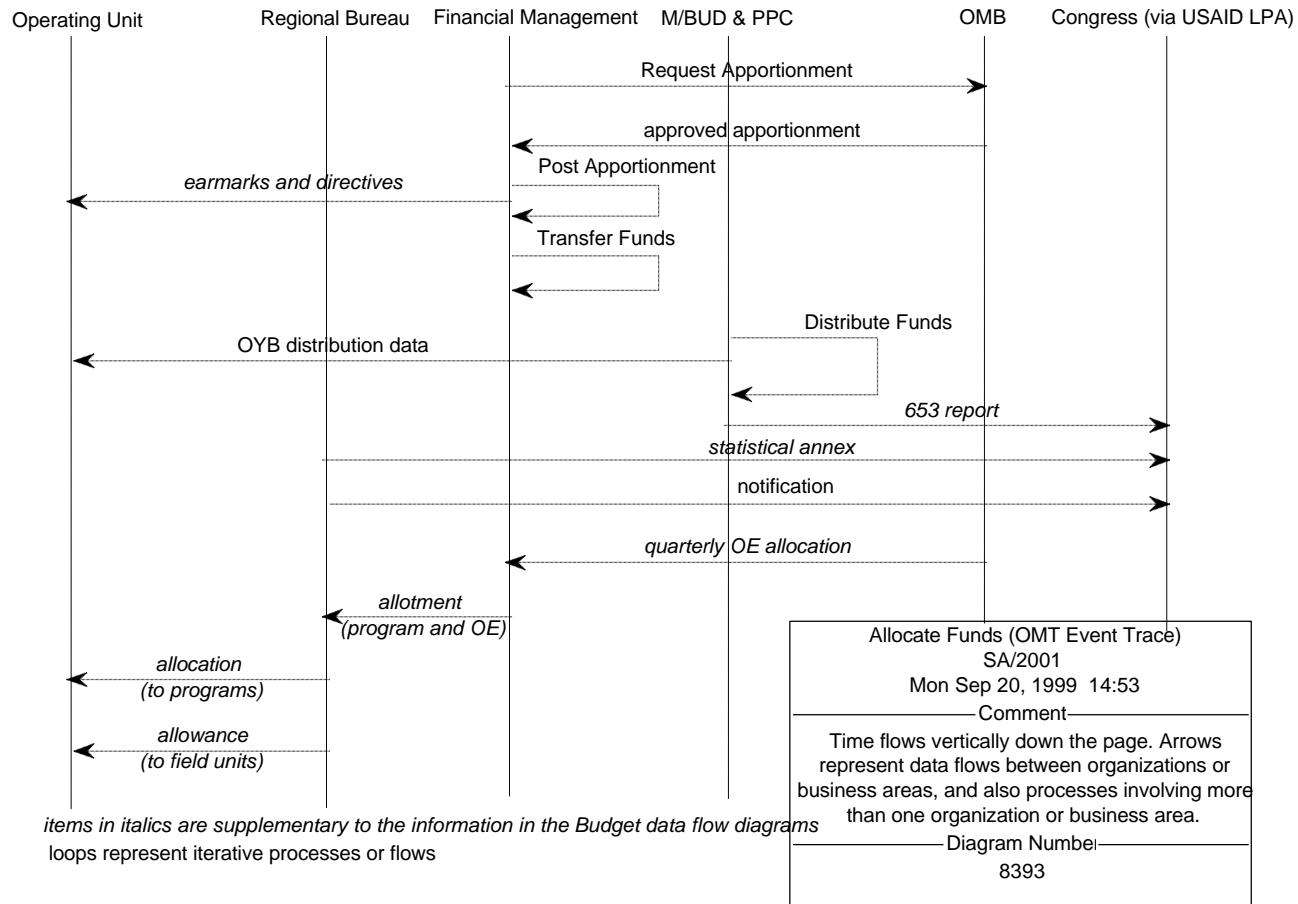 Operating Unit
Regional Bureau
Financial Management
M/BUD & PPC
OMB
Congress (via USAID LPA)
Request Apportionment
approved apportionment
Post Apportionment
earmarks and directives
Transfer Funds
Distribute Funds
OYB distribution data
653 report
statistical annex
notification
quarterly OE allocation
allotment
(program and OE)
allocation
(to programs)
allowance
(to field units)
items in italics are supplementary to the information in the Budget data flow diagrams
loops represent iterative processes or flows
Allocate Funds (OMT Event Trace)
SA/2001
Mon Sep 20, 1999 14:53
Comment
Time flows vertically down the page. Arrows
represent data flows between organizations or
business areas, and also processes involving more
than one organization or business area.
Diagram Number
8393